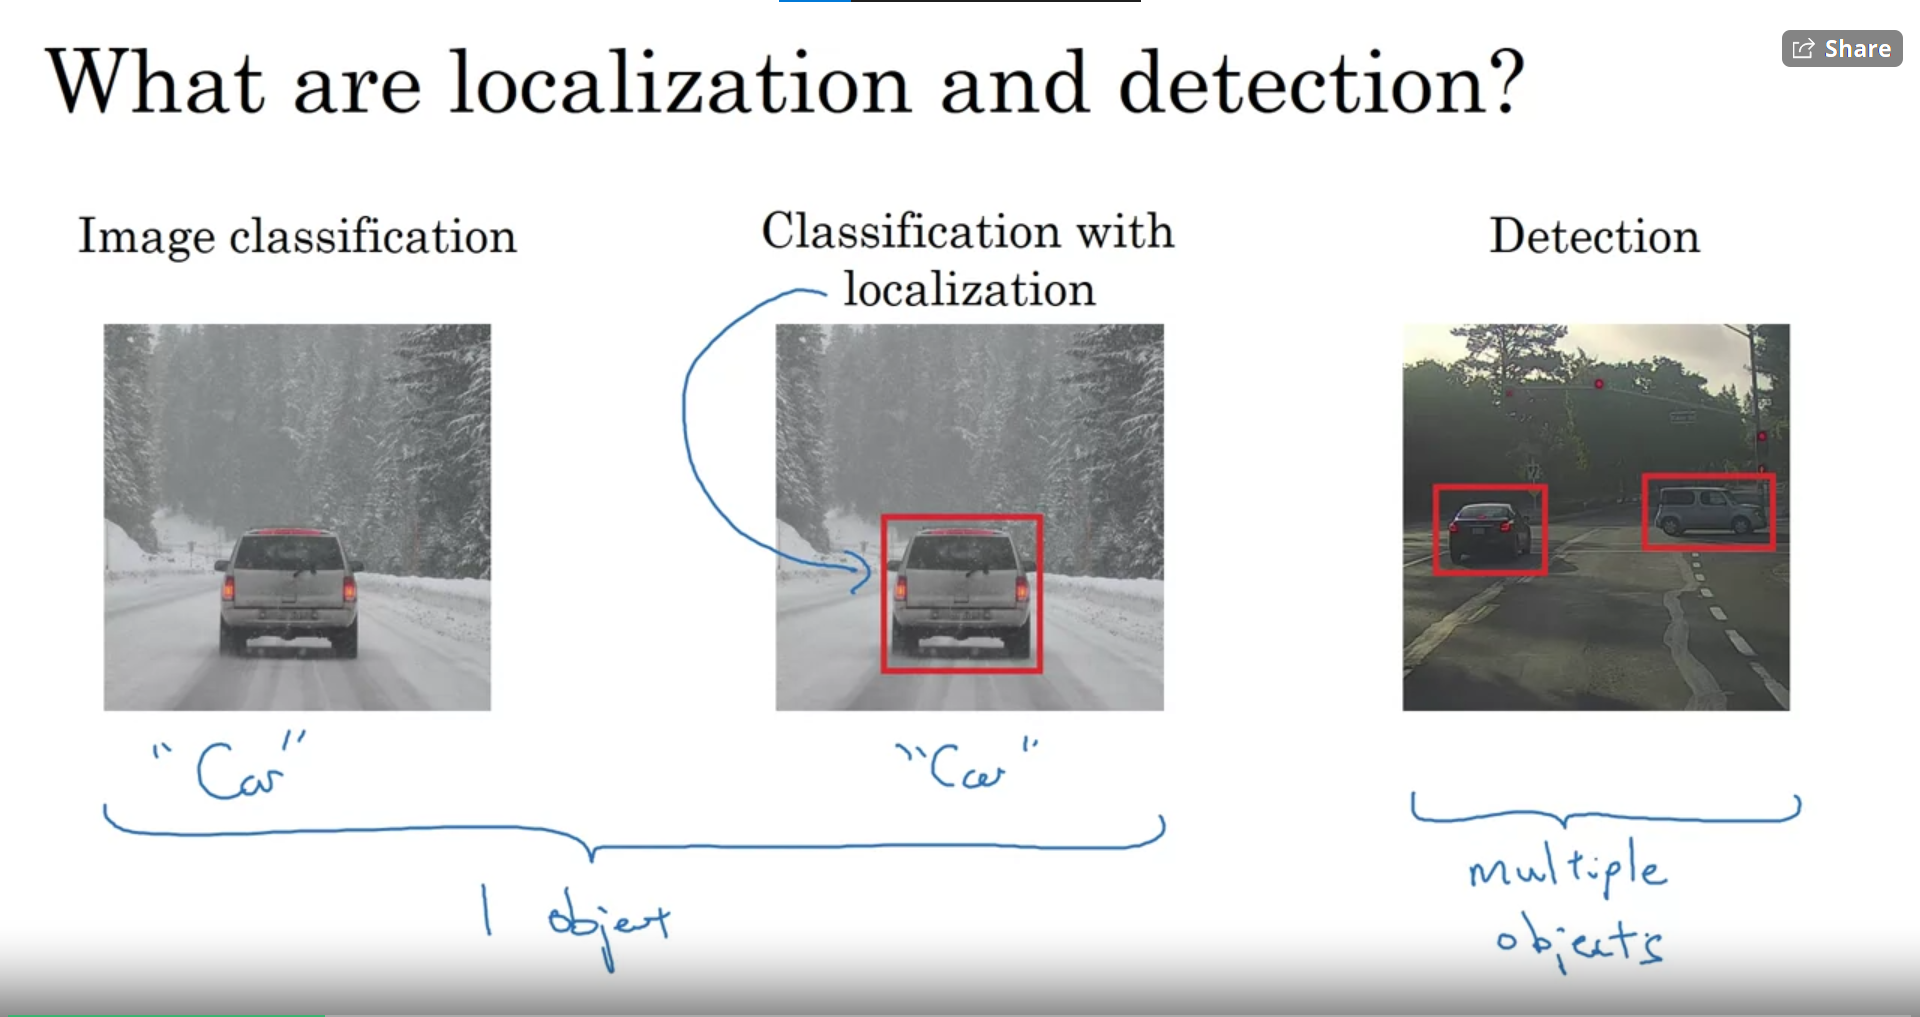 Share
What are localization and detection?
Image classification
Classification with
localization
Detection
"Car"
"Car"
1 object
multiple
objects